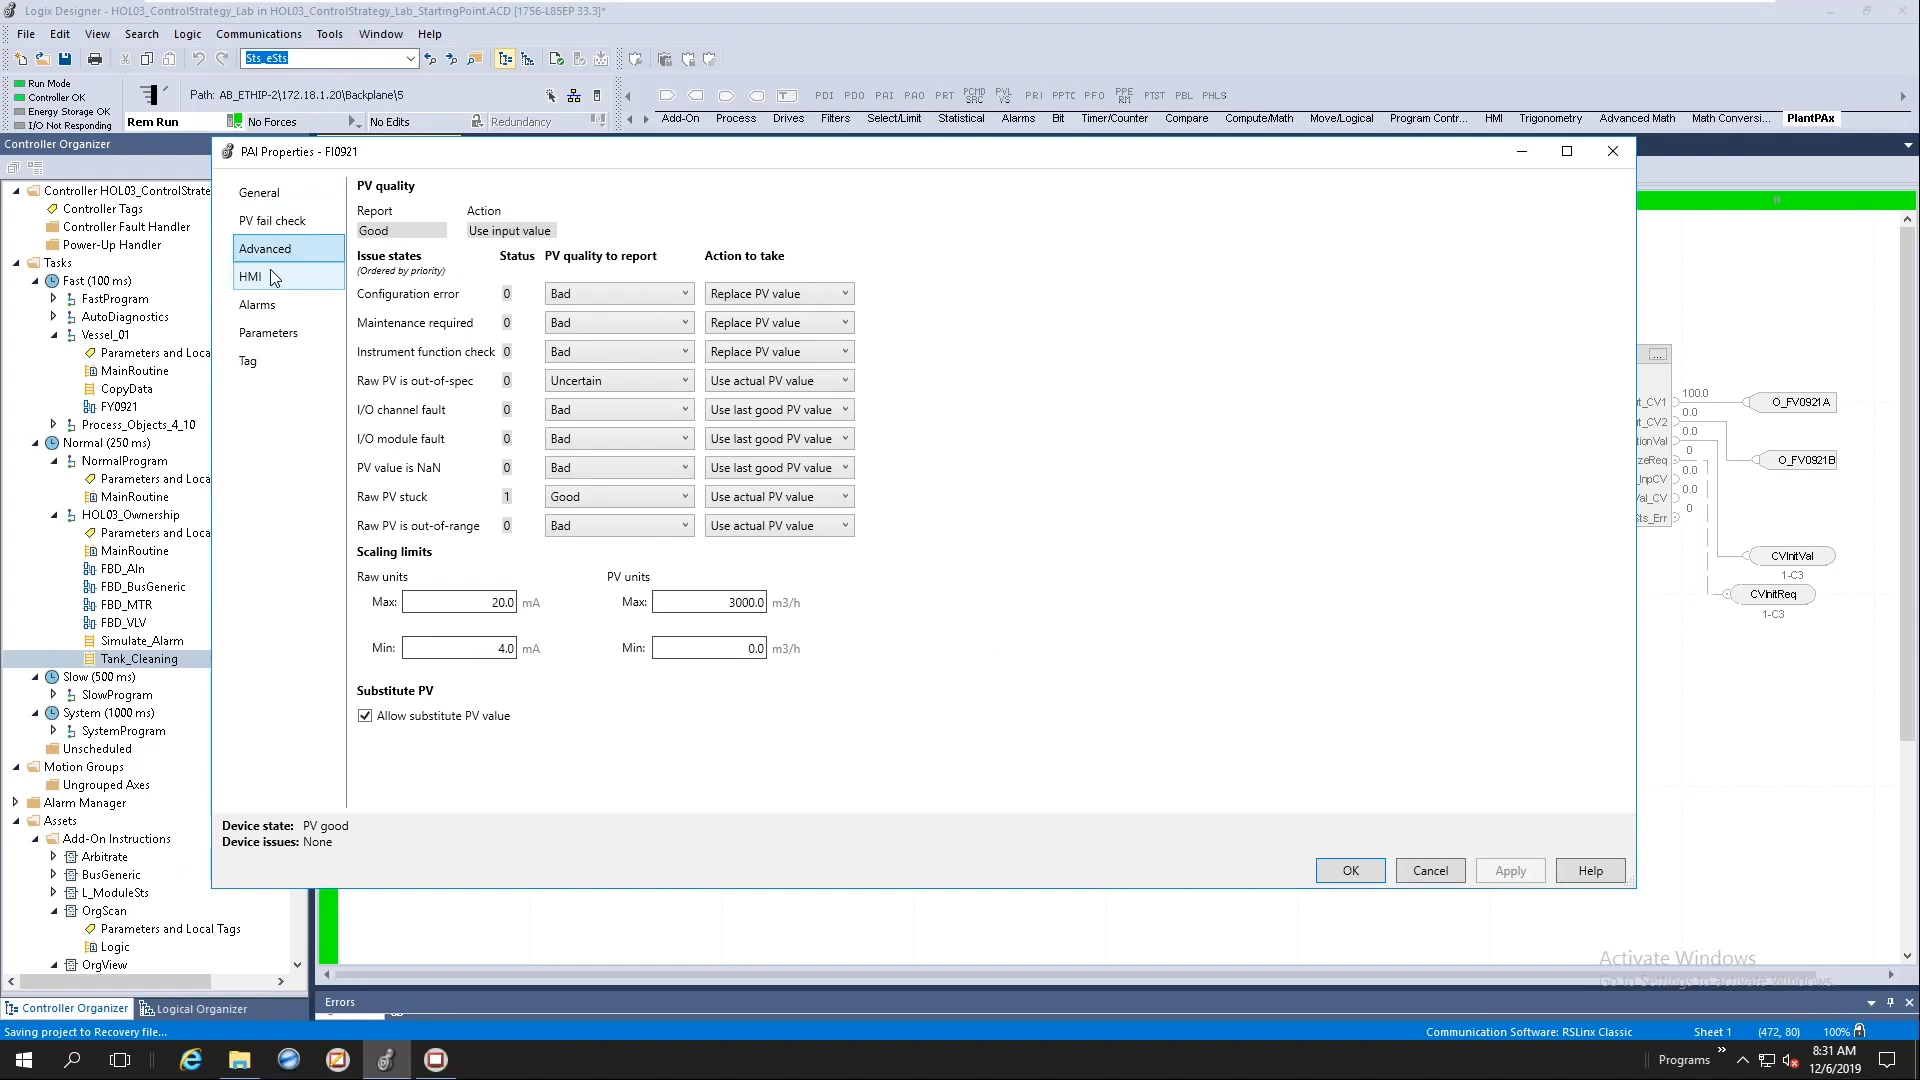 Logix Designer - HOL03_ControlStrategy_Lab in HOL03_ControlStrategy_Lab_StartingPoint.ACD [1756-L85EP 33.3]*
File Edit View Search Logic Communications Tools Window Help
Sts_eSts
Run Mode
Controller OK
Energy Storage OK
I/O Not Responding
Path: AB_ETHIP-2\172.18.1.20\Backplane\5
Rem Run No Forces No Edits Redundancy
PDI PDO PAI PAO PRT PCMD SRC PVL VS PRI PPTC PFO PPE RM PTST PBL PHLS
Add-On Process Drives Filters Select/Limit Statistical Alarms Bit Timer/Counter Compare Compute/Math Move/Logical Program Contr... HMI Trigonometry Advanced Math Math Conversi... PlantPAx
Controller Organizer
Controller HOL03_ControlStrate
Controller Tags
Controller Fault Handler
Power-Up Handler
Tasks
Fast (100 ms)
FastProgram
AutoDiagnostics
Vessel_01
Parameters and Loca
MainRoutine
CopyData
FY0921
Process_Objects_4_10
Normal (250 ms)
NormalProgram
Parameters and Loca
MainRoutine
HOL03_Ownership
Parameters and Loca
MainRoutine
FBD_AIn
FBD_BusGeneric
FBD_MTR
FBD_VLV
Simulate_Alarm
Tank_Cleaning
Slow (500 ms)
SlowProgram
System (1000 ms)
SystemProgram
Unscheduled
Motion Groups
Ungrouped Axes
Alarm Manager
Assets
Add-On Instructions
Arbitrate
BusGeneric
L_ModuleSts
OrgScan
Parameters and Local Tags
Logic
OrgView
Controller Organizer Logical Organizer
PAI Properties - FI0921
General
PV fail check
Advanced
HMI
Alarms
Parameters
Tag
PV quality
Report Action
Good Use input value
Issue states Status PV quality to report Action to take
(Ordered by priority)
Configuration error 0 Bad Replace PV value
Maintenance required 0 Bad Replace PV value
Instrument function check 0 Bad Replace PV value
Raw PV is out-of-spec 0 Uncertain Use actual PV value
I/O channel fault 0 Bad Use last good PV value
I/O module fault 0 Bad Use last good PV value
PV value is NaN 0 Bad Use last good PV value
Raw PV stuck 1 Good Use actual PV value
Raw PV is out-of-range 0 Bad Use actual PV value
Scaling limits
Raw units PV units
Max: 20.0 mA Max: 3000.0 m3/h
Min: 4.0 mA Min: 0.0 m3/h
Substitute PV
Allow substitute PV value
Device state: PV good
Device issues: None
OK Cancel Apply Help
...
t_CV1 100.0 O_FV0921A
t_CV2 0.0
tionVal 0.0 O_FV0921B
zeReq 0
_InpCV 0.0
/al_CV 0.0
Sts_Err 0
CVInitVal
1-C3
CVInitReq
1-C3
Activate Windows
Go to Settings to activate Windows.
Errors
Saving project to Recovery file...
Communication Software: RSLinx Classic Sheet 1 (472, 80) 100%
Programs 8:31 AM
12/6/2019